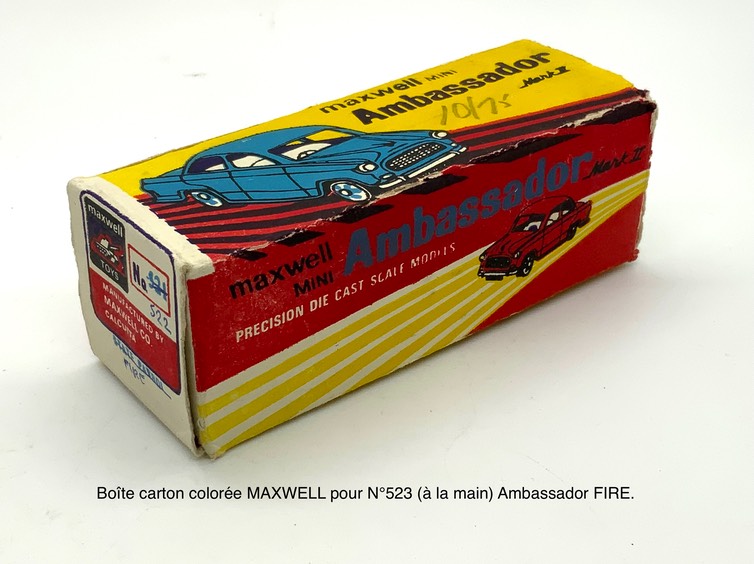 maxwell MINI
Ambassador
Mark II
10/75
maxwell
MINI
Ambassador
Mark II
PRECISION DIE CAST SCALE MODELS
maxwell
TOYS
No
522
MANUFACTURED BY
MAXWELL CO
CALCUTTA
FIRE
Boîte carton colorée MAXWELL pour N°523 (à la main) Ambassador FIRE.